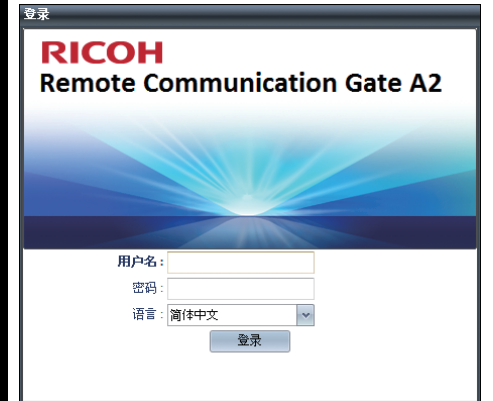 登录
RICOH
Remote Communication Gate A2
用户名 :
密码 :
语言 : 简体中文
登录